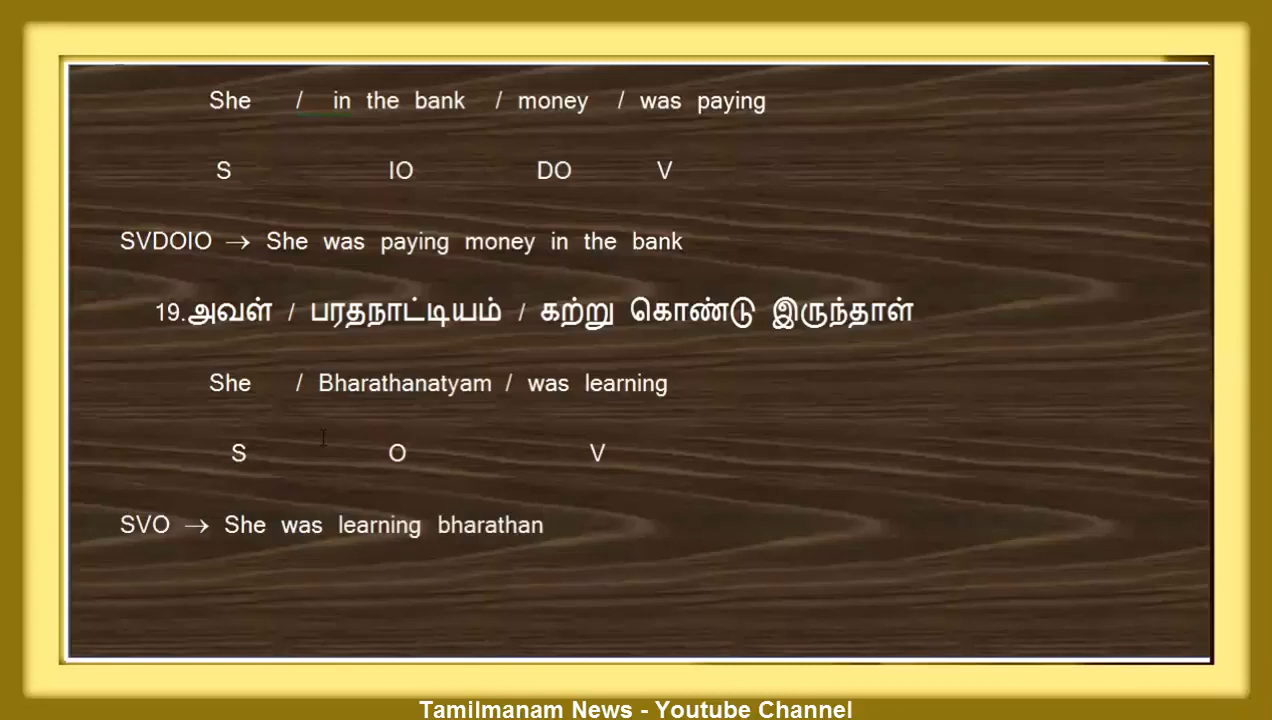 She / in the bank / money / was paying
S IO DO V
SVDOIO → She was paying money in the bank
19.அவள் / பரதநாட்டியம் / கற்று கொண்டு இருந்தாள்
She / Bharathanatyam / was learning
S O V
SVO → She was learning bharathan
Tamilmanam News - Youtube Channel